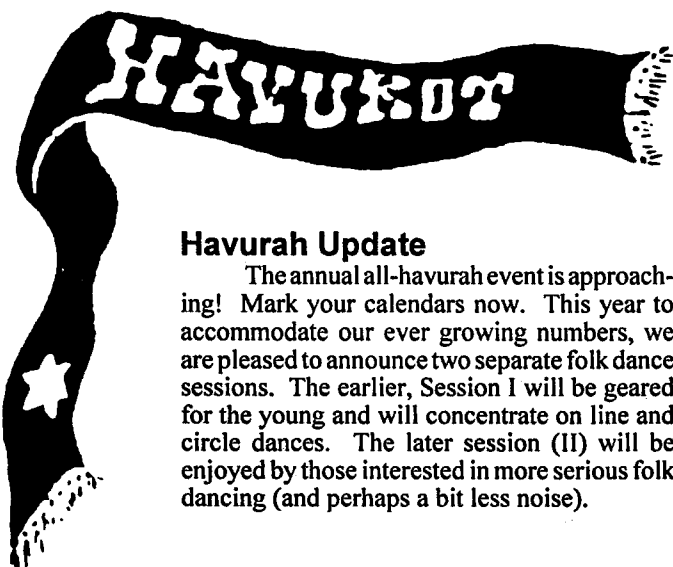 HAVUROT
Havurah Update
The annual all-havurah event is approach-
ing! Mark your calendars now. This year to
accommodate our ever growing numbers, we
are pleased to announce two separate folk dance
sessions. The earlier, Session I will be geared
for the young and will concentrate on line and
circle dances. The later session (II) will be
enjoyed by those interested in more serious folk
dancing (and perhaps a bit less noise).